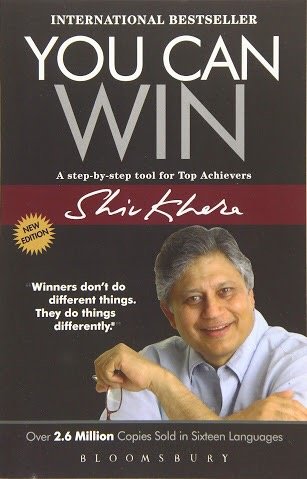 INTERNATIONAL BESTSELLER
YOU CAN
WIN
A step-by-step tool for Top Achievers
Shiv Khera
NEW
EDITION
"Winners don't do
different things.
They do things
differently."
Over 2.6 Million Copies Sold in Sixteen Languages
BLOOMSBURY